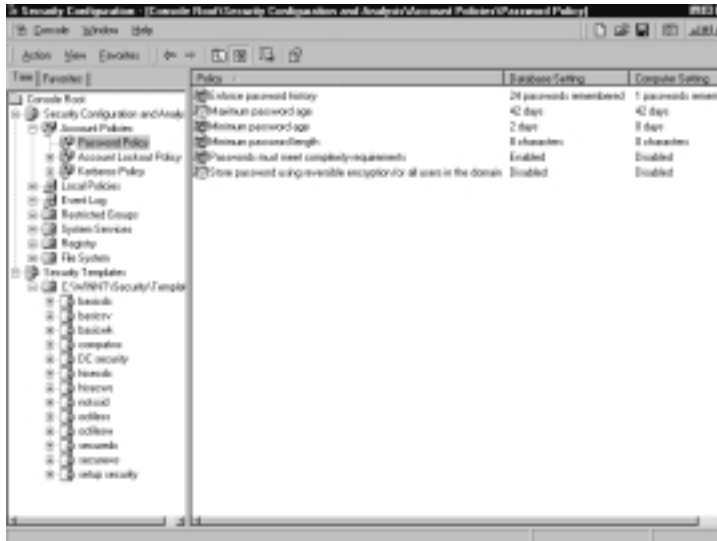 Security Configuration - [Console Root\Security Configuration and Analysis\Account Policies\Password Policy]
Console Window Help
Action View Favorites
Tree Favorites
Policy Database Setting Computer Setting
Console Root
Security Configuration and Analy
Account Policies
Password Policy
Account Lockout Policy
Kerberos Policy
Local Policies
Event Log
Restricted Groups
System Services
Registry
File System
Security Templates
C:\WINNT\Security\Templa
basicdc
basicsv
basicwk
compatws
DC security
hisecdc
hisecws
notssid
ocfiless
ocfilesw
securedc
securews
setup security
Enforce password history 24 passwords remembered 1 passwords remem
Maximum password age 42 days 42 days
Minimum password age 2 days 0 days
Minimum password length 8 characters 0 characters
Passwords must meet complexity requirements Enabled Disabled
Store password using reversible encryption for all users in the domain Disabled Disabled